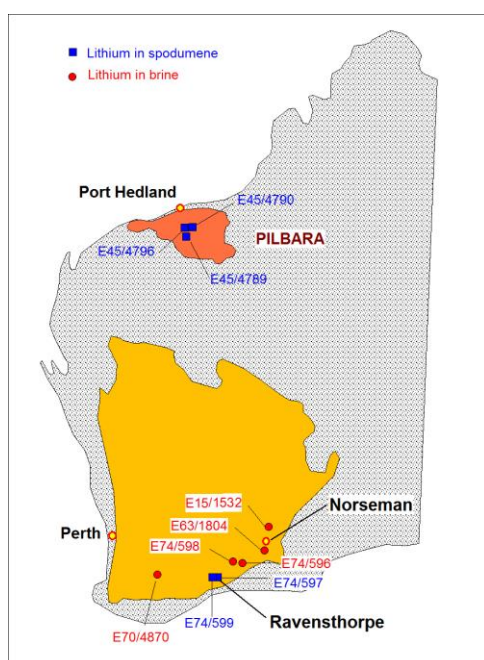 Lithium in spodumene
Lithium in brine
Port Hedland
E45/4790
PILBARA
E45/4796
E45/4789
E15/1532
Norseman
E63/1804
Perth
E74/598
E74/596
E74/597
E70/4870
E74/599
Ravensthorpe